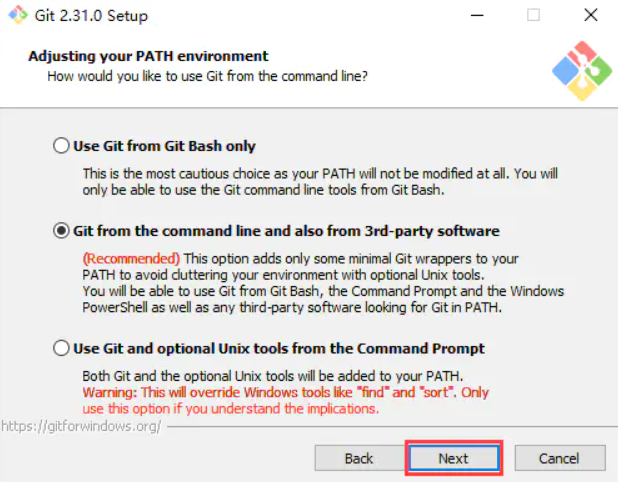 Git 2.31.0 Setup
Adjusting your PATH environment
How would you like to use Git from the command line?
Use Git from Git Bash only
This is the most cautious choice as your PATH will not be modified at all. You will
only be able to use the Git command line tools from Git Bash.
Git from the command line and also from 3rd-party software
(Recommended) This option adds only some minimal Git wrappers to your
PATH to avoid cluttering your environment with optional Unix tools.
You will be able to use Git from Git Bash, the Command Prompt and the Windows
PowerShell as well as any third-party software looking for Git in PATH.
Use Git and optional Unix tools from the Command Prompt
Both Git and the optional Unix tools will be added to your PATH.
Warning: This will override Windows tools like "find" and "sort". Only
use this option if you understand the implications.
https://gitforwindows.org/
Back Next Cancel